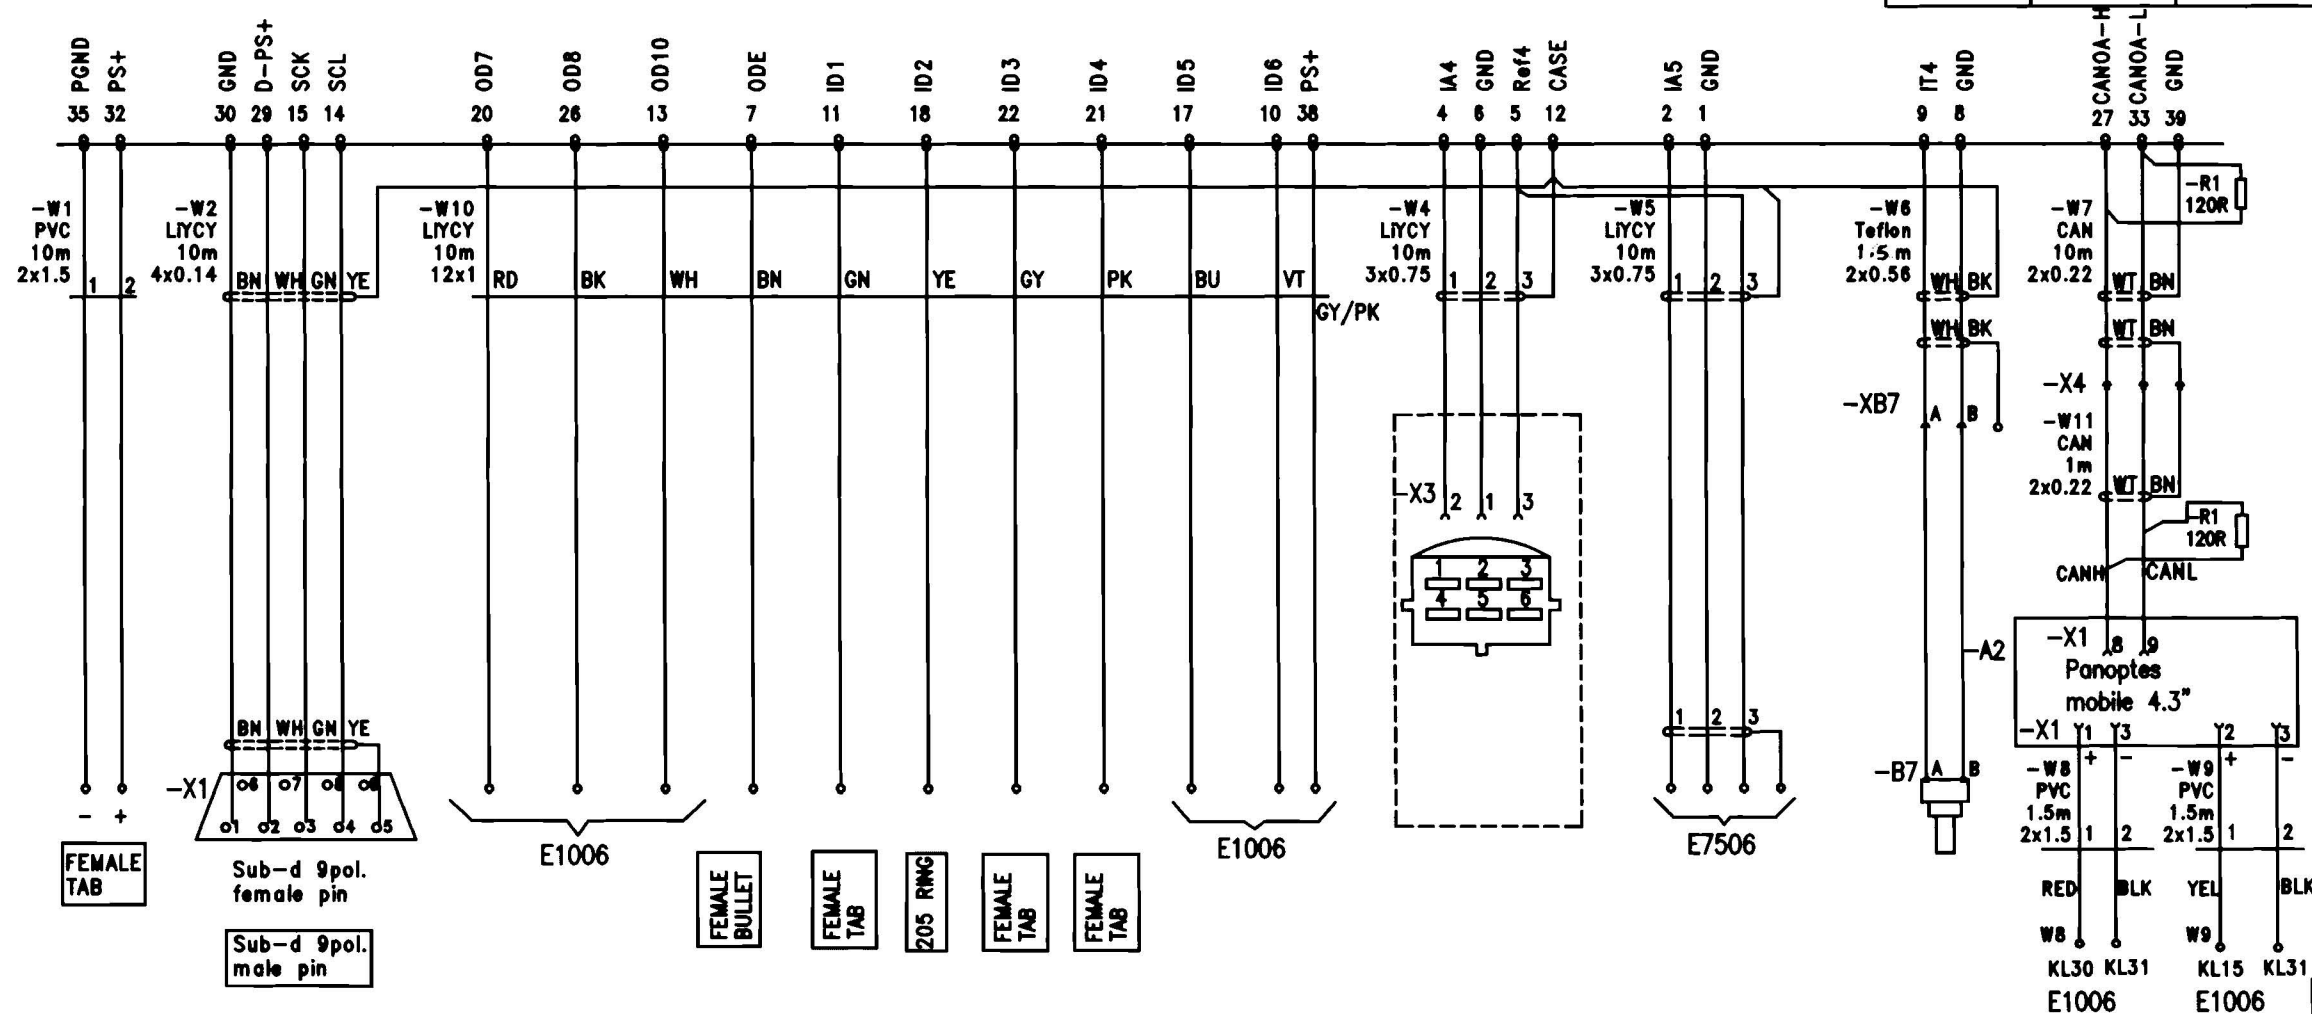 PGND PS+ GND D-PS+ SCK SCL OD7 OD8 OD10 ODE ID1 ID2 ID3 ID4 ID5 ID6 PS+ IA4 GND Ref4 CASE IA5 GND IT4 GND CANOA-H CANOA-L GND
35 32 30 29 15 14 20 26 13 7 11 18 22 21 17 10 38 4 6 5 12 2 1 9 8 27 33 39
-W1
PVC
10m
2x1.5
1 2
-W2
LIYCY
10m
4x0.14
BN WH GN YE
-W10
LIYCY
10m
12x1
RD BK WH BN GN YE GY PK BU VT
GY/PK
-W4
LIYCY
10m
3x0.75
1 2 3
-W5
LIYCY
10m
3x0.75
1 2 3
-W6
Teflon
1.5m
2x0.56
WH BK
WH BK
-W7
CAN
10m
2x0.22
WT BN
WT BN
-R1
120R
-X4
-XB7
A B
-W11
CAN
1m
2x0.22
WT BN
-R1
120R
CANH CANL
-X3
2 1 3
1 2 3
4 5 6
-X1
8 9
Panoptes
mobile 4.3"
-A2
-X1 1 3 2 3
+ - + -
BN WH GN YE
-X1
6 7 8 9
1 2 3 4 5
- +
FEMALE
TAB
Sub-d 9pol.
female pin
Sub-d 9pol.
male pin
E1006
FEMALE
BULLET
FEMALE
TAB
205 RING
FEMALE
TAB
FEMALE
TAB
E1006
1 2 3
E7506
-B7 A B
-W8
PVC
1.5m
2x1.5 1 2
-W9
PVC
1.5m
2x1.5 1 2
RED BLK YEL BLK
W8 W9
KL30 KL31 KL15 KL31
E1006 E1006